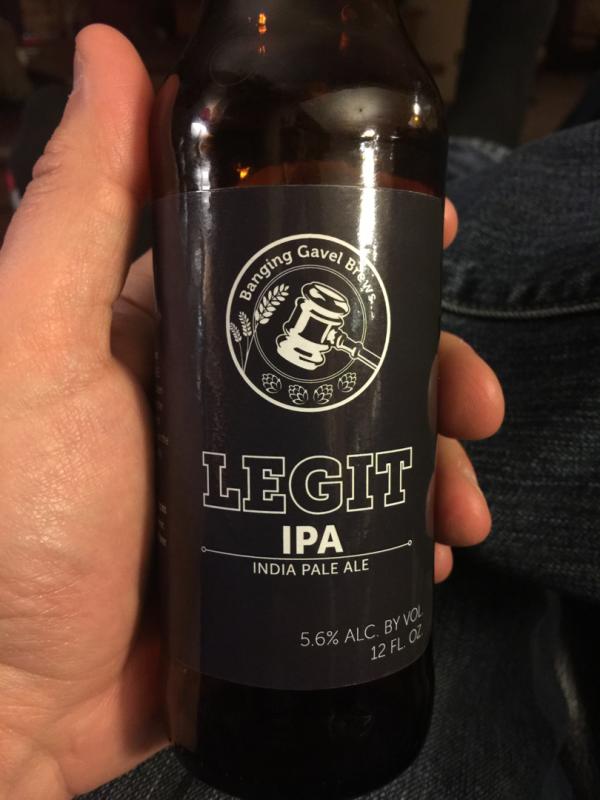 Banging Gavel Brews
LEGIT
IPA
INDIA PALE ALE
5.6% ALC. BY VOL.
12 FL. OZ.